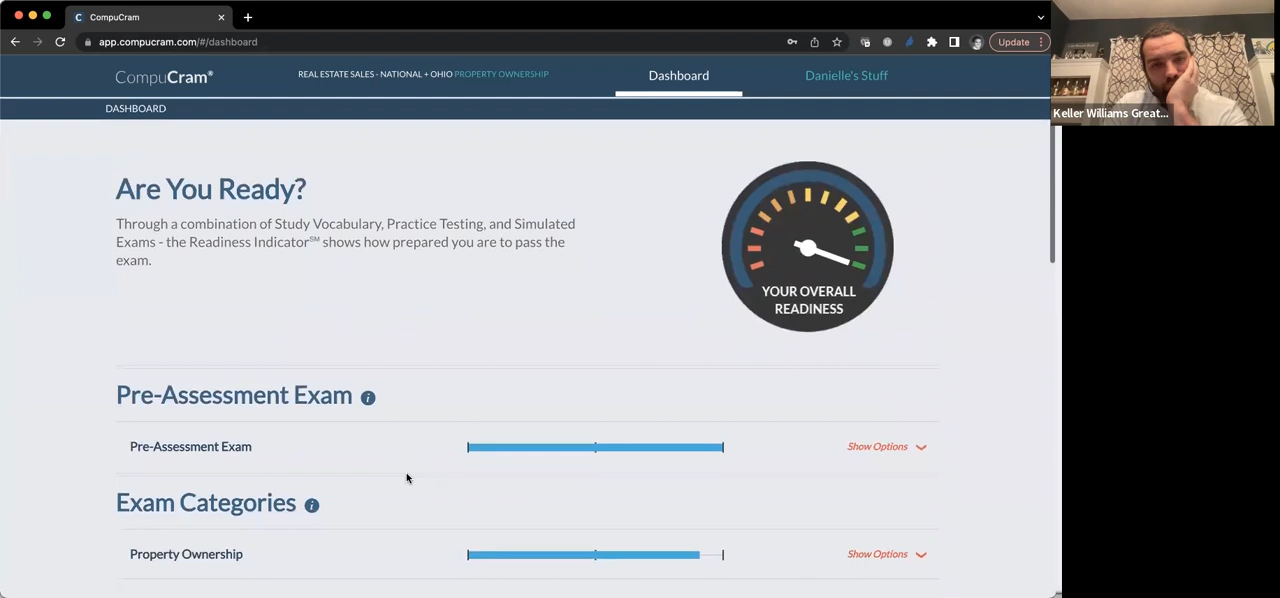 CompuCram
app.compucram.com/#/dashboard
Update
CompuCram®
REAL ESTATE SALES - NATIONAL + OHIO PROPERTY OWNERSHIP
Dashboard
Danielle's Stuff
DASHBOARD
Keller Williams Great...
Are You Ready?
Through a combination of Study Vocabulary, Practice Testing, and Simulated
Exams - the Readiness Indicator℠ shows how prepared you are to pass the
exam.
YOUR OVERALL
READINESS
Pre-Assessment Exam
Pre-Assessment Exam
Show Options
Exam Categories
Property Ownership
Show Options